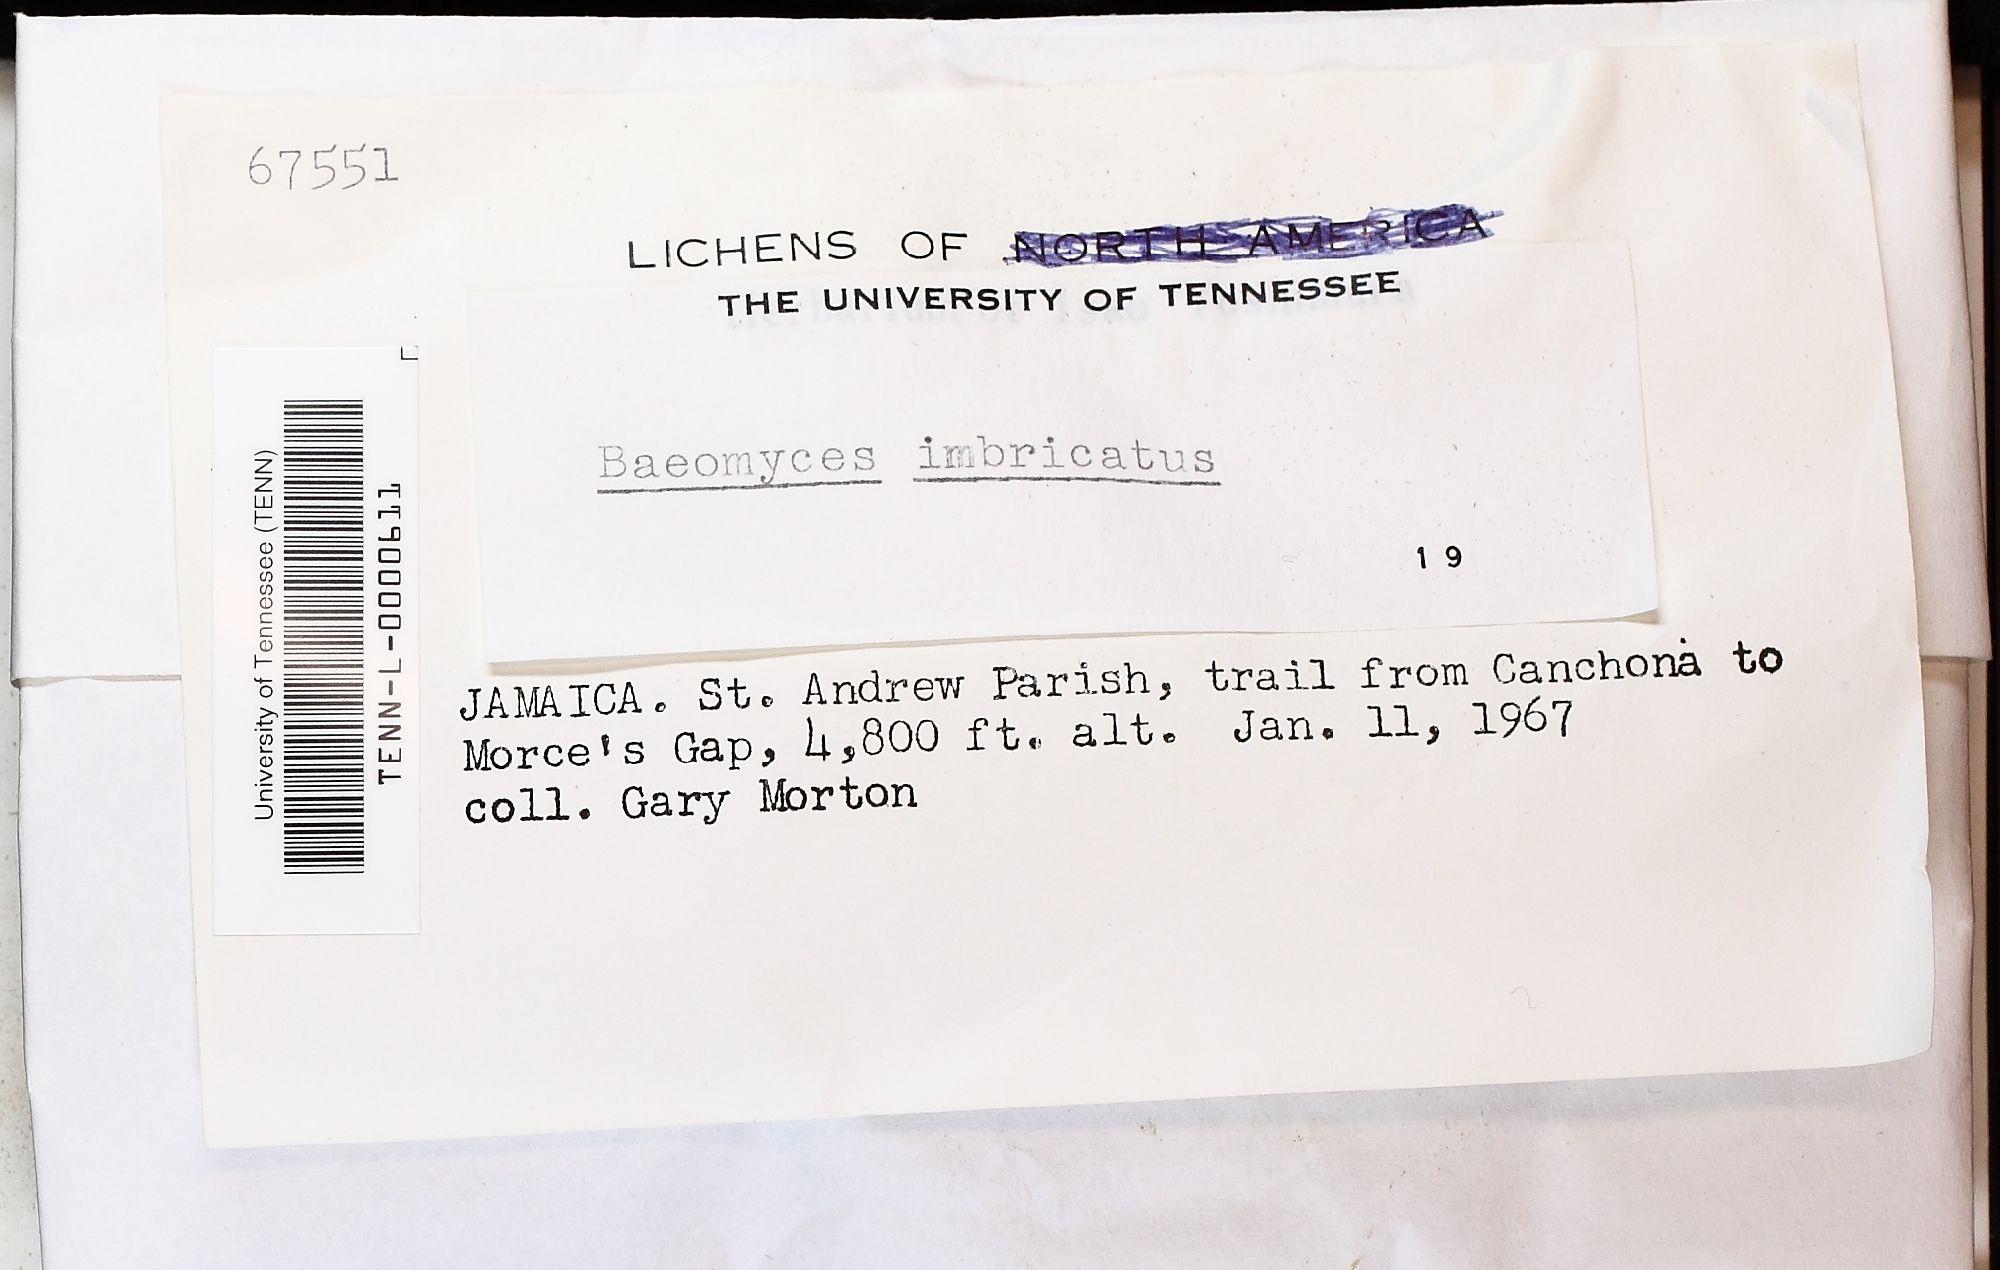 67551
LICHENS OF NORTH AMERICA
THE UNIVERSITY OF TENNESSEE
Baeomyces imbricatus
19
JAMAICA. St. Andrew Parish, trail from Canchona to
Morce's Gap, 4,800 ft. alt. Jan. 11, 1967
coll. Gary Morton
University of Tennessee (TENN)
TENN-L-0000611